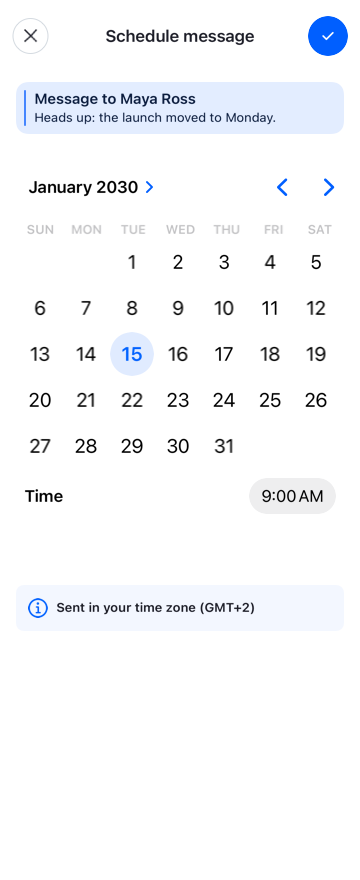 Schedule message
Message to Maya Ross
Heads up: the launch moved to Monday.
January 2030
SUN MON TUE WED THU FRI SAT
1 2 3 4 5
6 7 8 9 10 11 12
13 14 15 16 17 18 19
20 21 22 23 24 25 26
27 28 29 30 31
Time 9:00 AM
Sent in your time zone (GMT+2)